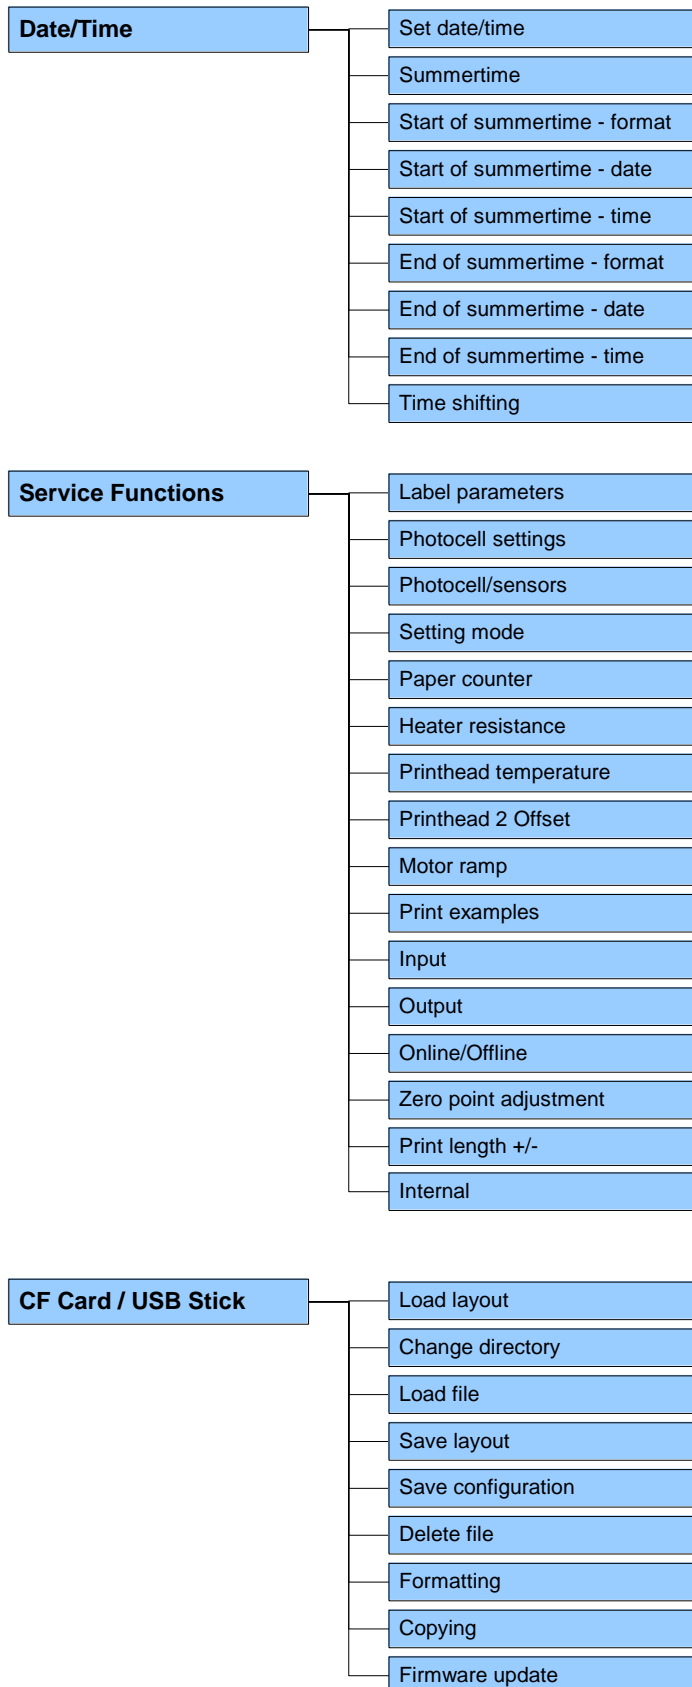 Date/Time
Set date/time
Summertime
Start of summertime - format
Start of summertime - date
Start of summertime - time
End of summertime - format
End of summertime - date
End of summertime - time
Time shifting
Service Functions
Label parameters
Photocell settings
Photocell/sensors
Setting mode
Paper counter
Heater resistance
Printhead temperature
Printhead 2 Offset
Motor ramp
Print examples
Input
Output
Online/Offline
Zero point adjustment
Print length +/-
Internal
CF Card / USB Stick
Load layout
Change directory
Load file
Save layout
Save configuration
Delete file
Formatting
Copying
Firmware update